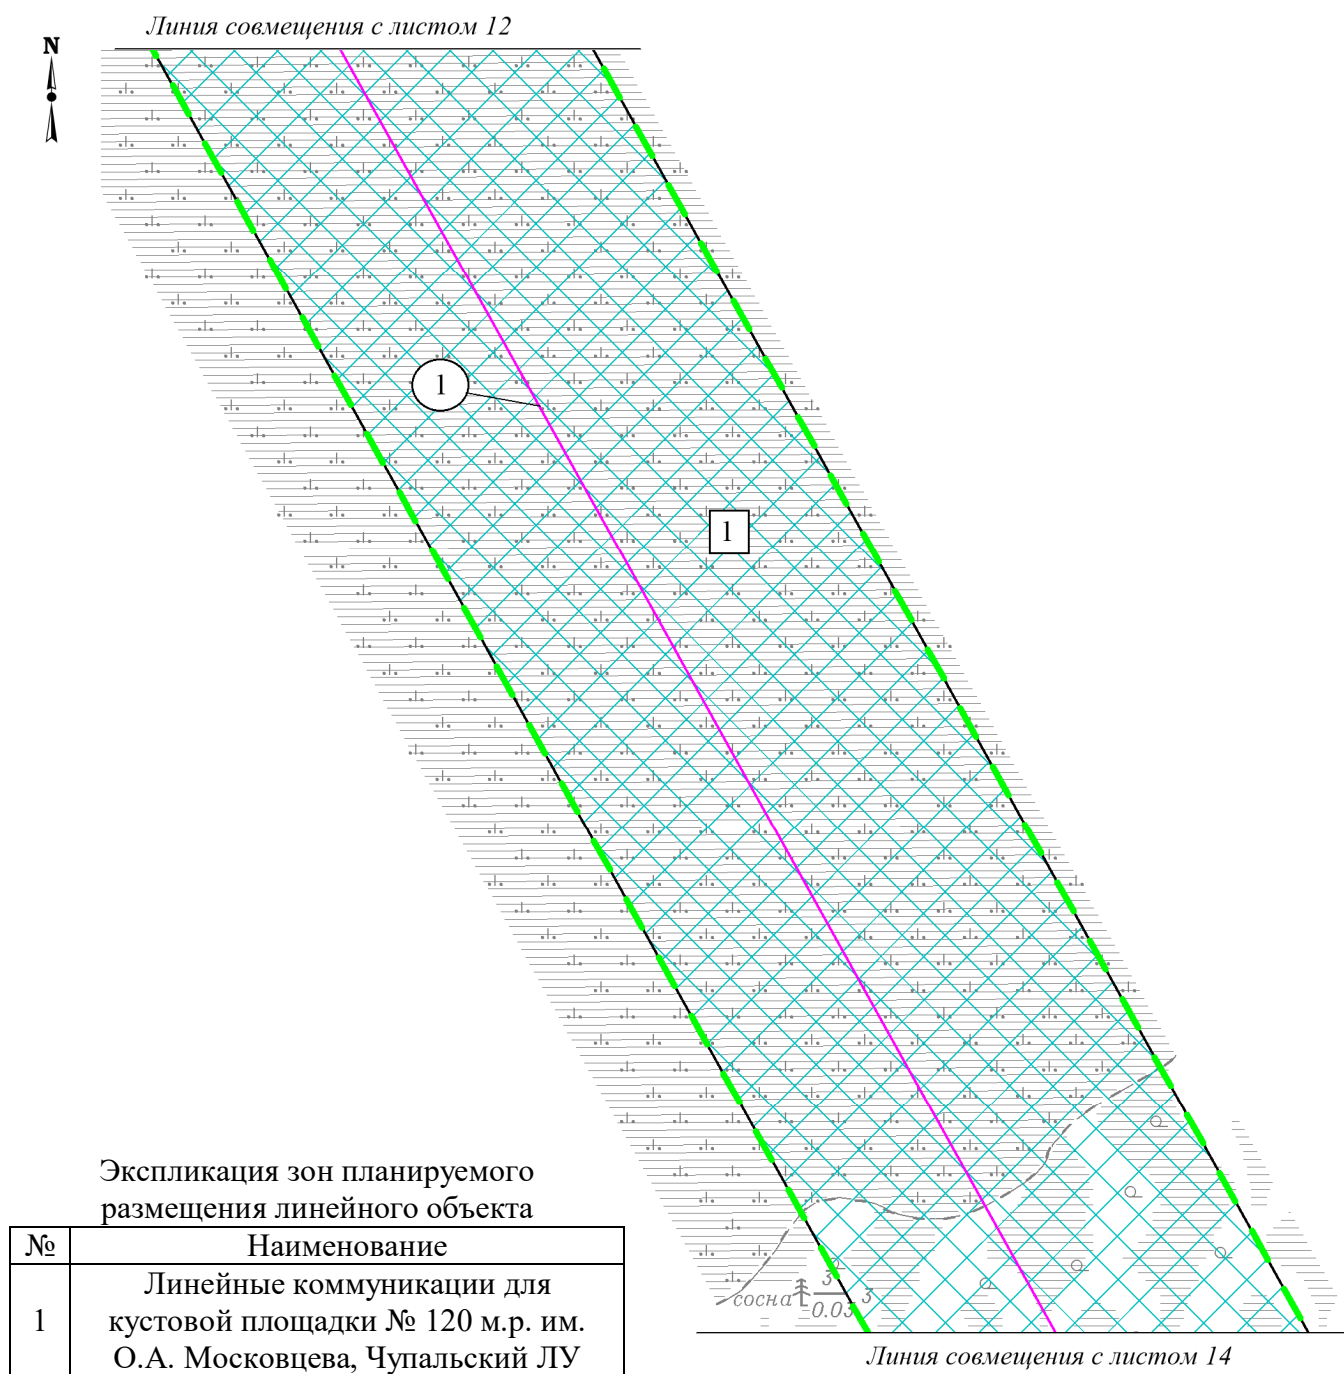 Линия совмещения с листом 12
N
1
1
Экспликация зон планируемого
размещения линейного объекта
№ Наименование
1 Линейные коммуникации для
кустовой площадки № 120 м.р. им.
О.А. Московцева, Чупальский ЛУ
сосна 3 0.03 3
Линия совмещения с листом 14